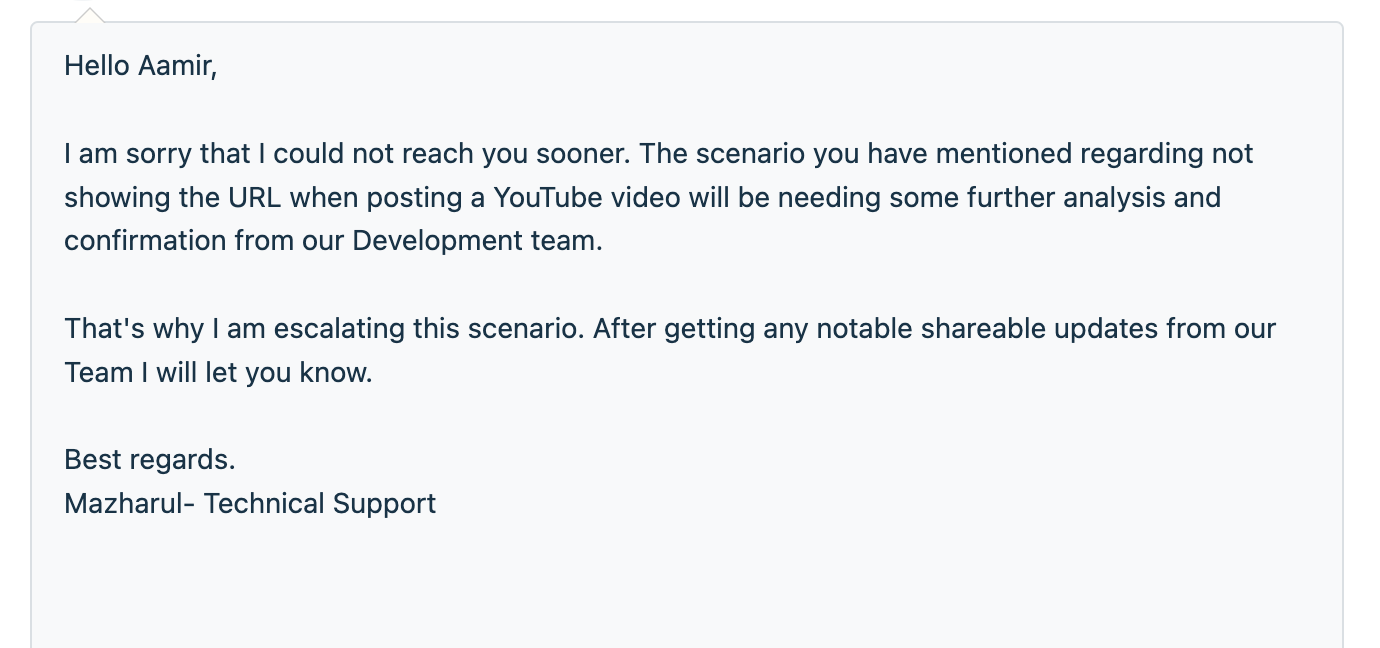 Hello Aamir,
I am sorry that I could not reach you sooner. The scenario you have mentioned regarding not
showing the URL when posting a YouTube video will be needing some further analysis and
confirmation from our Development team.
That's why I am escalating this scenario. After getting any notable shareable updates from our
Team I will let you know.
Best regards.
Mazharul- Technical Support